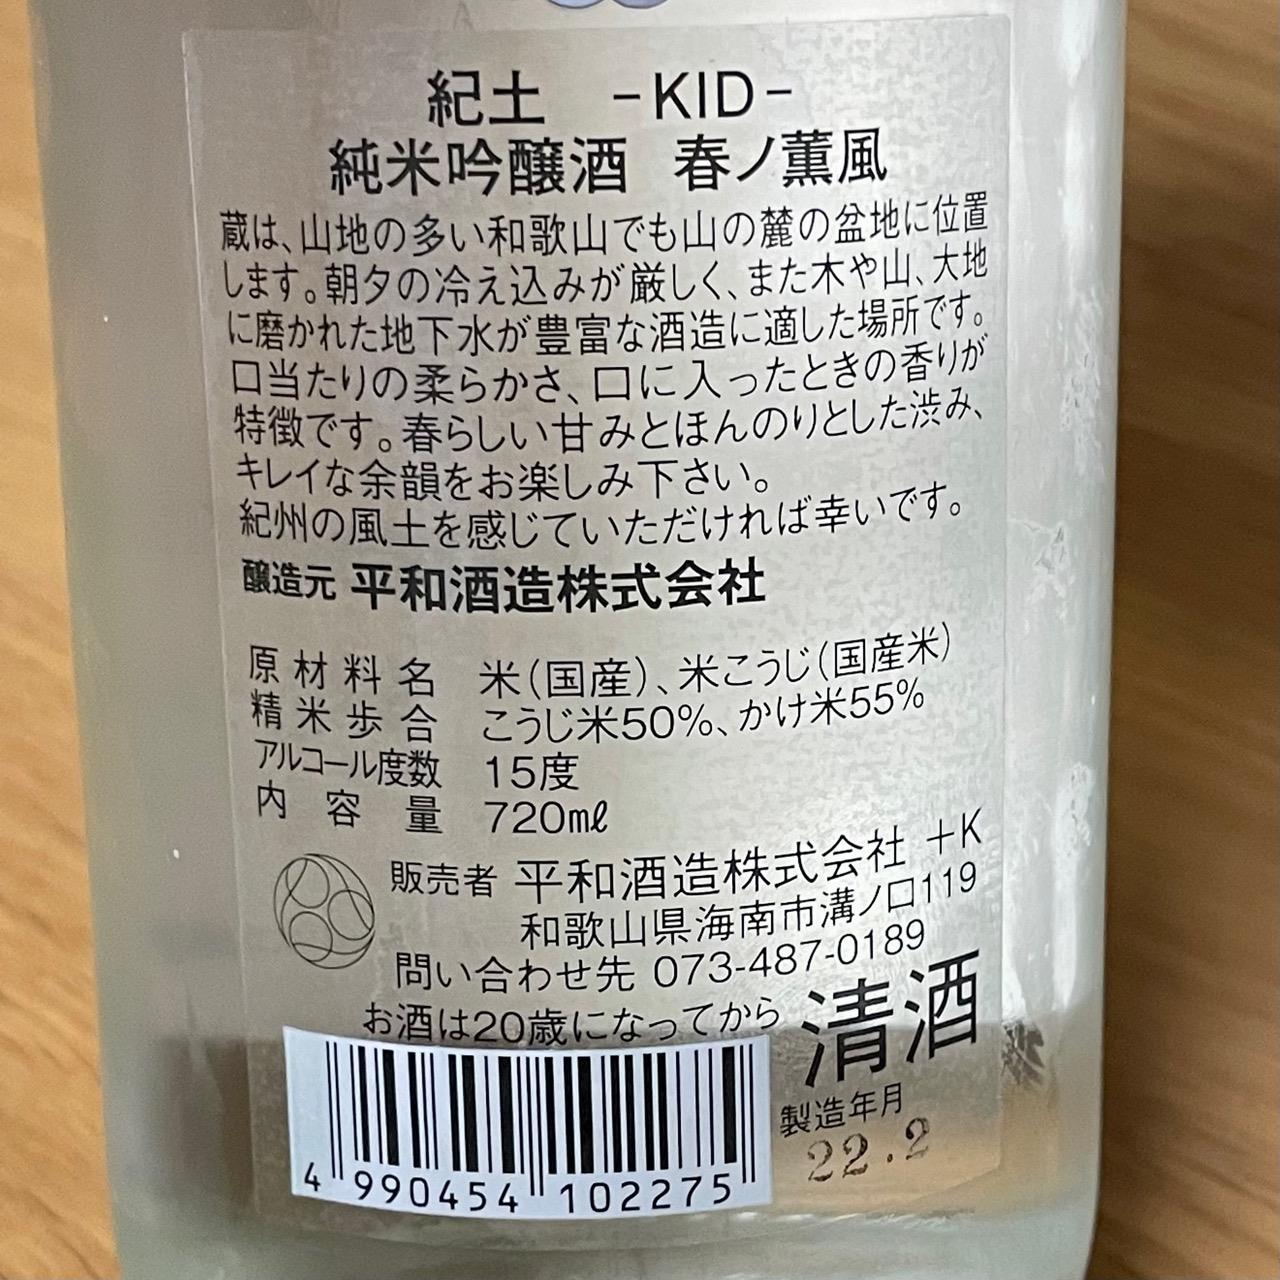 紀土 -KID-
純米吟醸酒 春ノ薫風
蔵は、山地の多い和歌山でも山の麓の盆地に位置
します。朝夕の冷え込みが厳しく、また木や山、大地
に磨かれた地下水が豊富な酒造に適した場所です。
口当たりの柔らかさ、口に入ったときの香りが
特徴です。春らしい甘みとほんのりとした渋み、
キレイな余韻をお楽しみ下さい。
紀州の風土を感じていただければ幸いです。
醸造元 平和酒造株式会社
原材料名 米(国産)、米こうじ(国産米)
精米歩合 こうじ米50%、かけ米55%
アルコール度数 15度
内容量 720mℓ
販売者 平和酒造株式会社 +K
和歌山県海南市溝ノ口119
問い合わせ先 073-487-0189
お酒は20歳になってから
清酒
製造年月
22.2
4 990454 102275